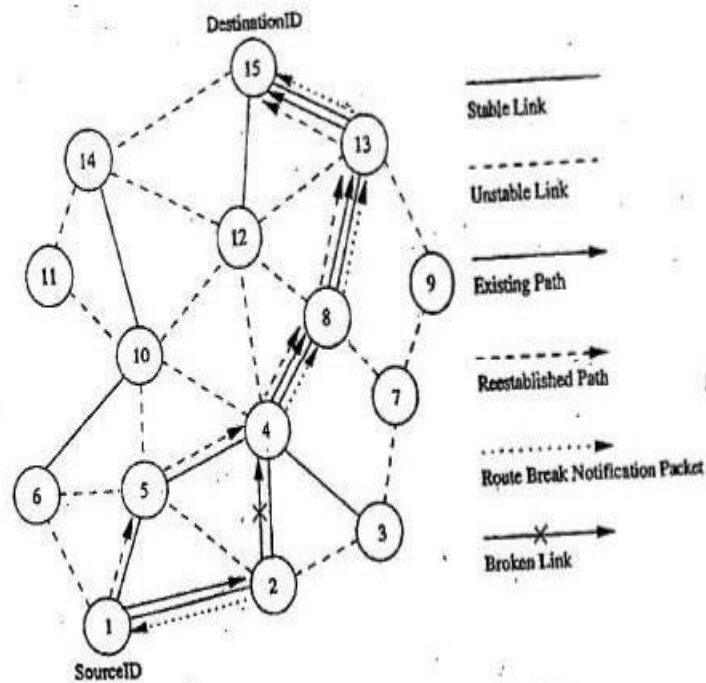 DestinationID
15
13
14
12
11
9
8
10
7
4
6
5
3
2
1
SourceID
Stable Link
Unstable Link
Existing Path
Reestablished Path
Route Break Notification Packet
Broken Link